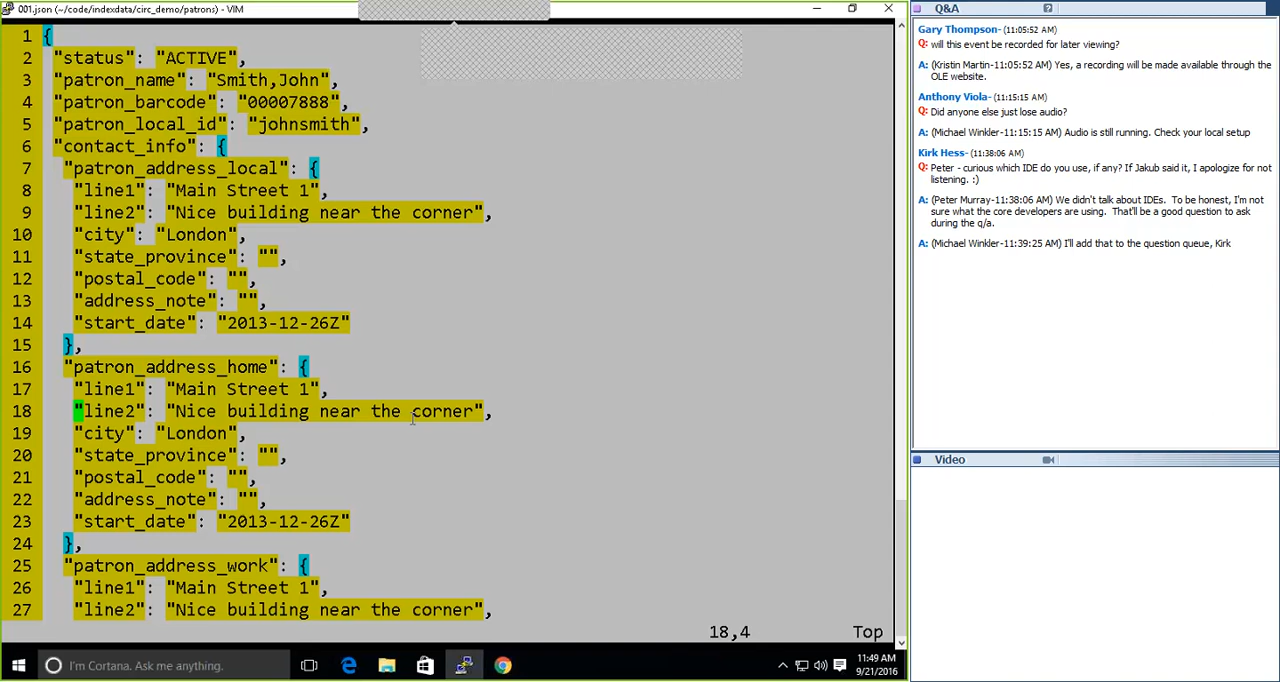 001.json (~/code/indexdata/circ_demo/patrons) - VIM
1 {
2 "status": "ACTIVE",
3 "patron_name": "Smith,John",
4 "patron_barcode": "00007888",
5 "patron_local_id": "johnsmith",
6 "contact_info": {
7 "patron_address_local": {
8 "line1": "Main Street 1",
9 "line2": "Nice building near the corner",
10 "city": "London",
11 "state_province": "",
12 "postal_code": "",
13 "address_note": "",
14 "start_date": "2013-12-26Z"
15 },
16 "patron_address_home": {
17 "line1": "Main Street 1",
18 "line2": "Nice building near the corner",
19 "city": "London",
20 "state_province": "",
21 "postal_code": "",
22 "address_note": "",
23 "start_date": "2013-12-26Z"
24 },
25 "patron_address_work": {
26 "line1": "Main Street 1",
27 "line2": "Nice building near the corner",
18,4 Top
I'm Cortana. Ask me anything.
11:49 AM
9/21/2016
Q&A
Gary Thompson- (11:05:52 AM)
Q: will this event be recorded for later viewing?
A: (Kristin Martin-11:05:52 AM) Yes, a recording will be made available through the
OLE website.
Anthony Viola- (11:15:15 AM)
Q: Did anyone else just lose audio?
A: (Michael Winkler-11:15:15 AM) Audio is still running. Check your local setup
Kirk Hess- (11:38:06 AM)
Q: Peter - curious which IDE do you use, if any? If Jakub said it, I apologize for not
listening. :)
A: (Peter Murray-11:38:06 AM) We didn't talk about IDEs. To be honest, I'm not
sure what the core developers are using. That'll be a good question to ask
during the q/a.
A: (Michael Winkler-11:39:25 AM) I'll add that to the question queue, Kirk
Video